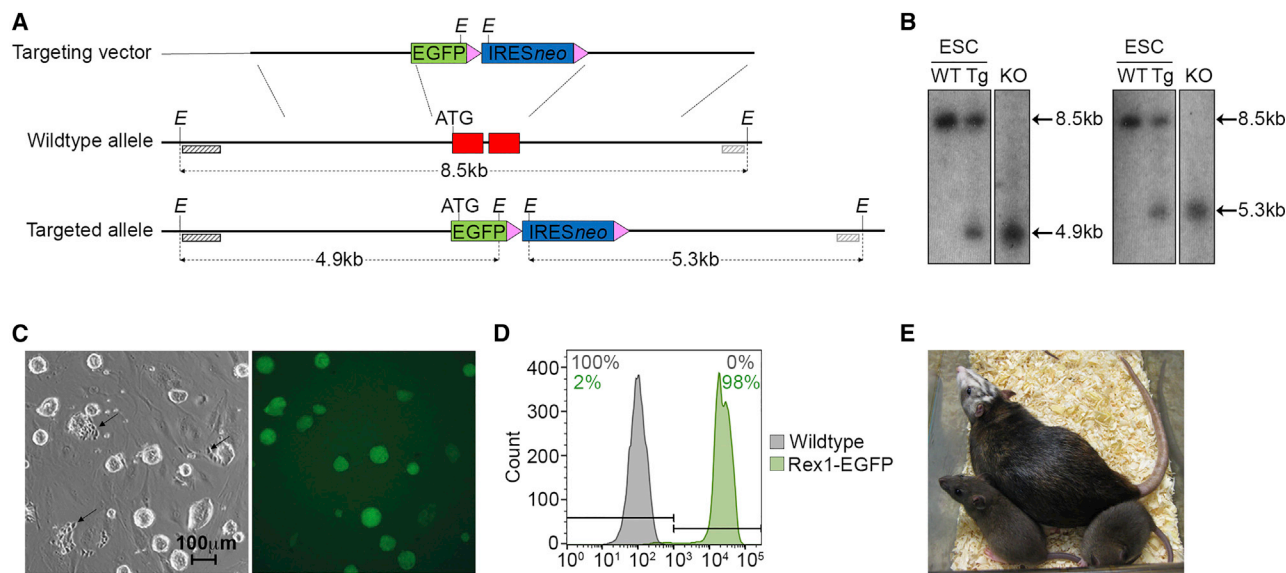 A
Targeting vector
E E
EGFP IRESneo
Wildtype allele
E ATG E
8.5kb
Targeted allele
E ATG E E E
EGFP IRESneo
4.9kb 5.3kb
B
ESC ESC
WT Tg KO WT Tg KO
8.5kb 8.5kb
5.3kb
4.9kb
C
100µm
D
100% 0%
2% 98%
400
300
200
100
0
Count
10⁰ 10¹ 10² 10³ 10⁴ 10⁵
Wildtype
Rex1-EGFP
E